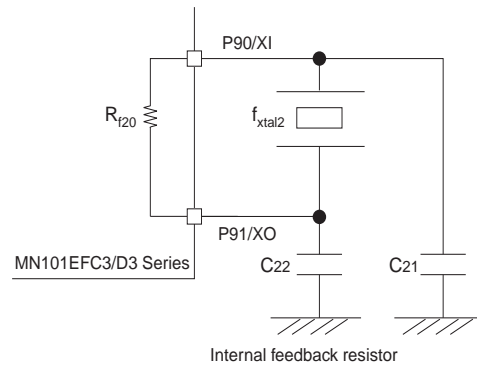 P90/XI
Rf20
fxtal2
P91/XO
MN101EFC3/D3 Series
C22
C21
Internal feedback resistor